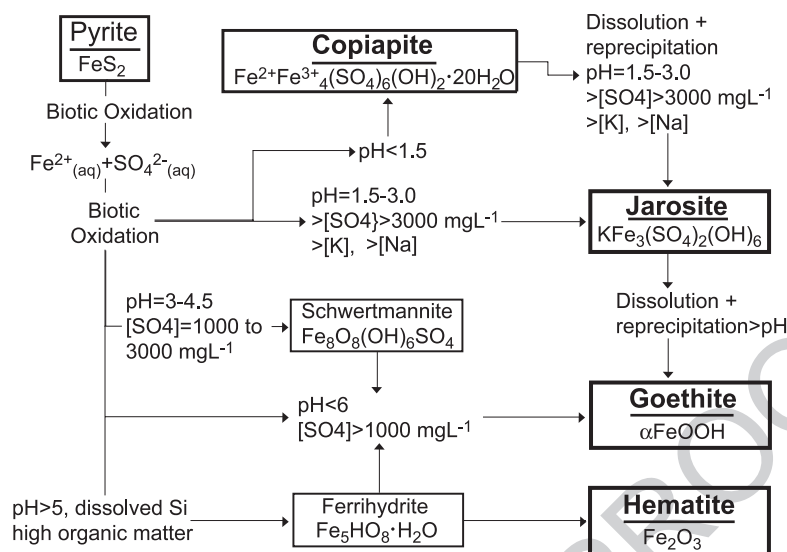 Pyrite
FeS₂
Biotic Oxidation
Fe²⁺₍aq₎+SO₄²⁻₍aq₎
Biotic
Oxidation
Copiapite
Fe²⁺Fe³⁺₄(SO₄)₆(OH)₂·20H₂O
pH<1.5
Dissolution +
reprecipitation
pH=1.5-3.0
>[SO4]>3000 mgL⁻¹
>[K], >[Na]
pH=1.5-3.0
>[SO4}>3000 mgL⁻¹
>[K], >[Na]
Jarosite
KFe₃(SO₄)₂(OH)₆
Dissolution +
reprecipitation>pH
pH=3-4.5
[SO4]=1000 to
3000 mgL⁻¹
Schwertmannite
Fe₈O₈(OH)₆SO₄
pH<6
[SO4]>1000 mgL⁻¹
Goethite
αFeOOH
pH>5, dissolved Si
high organic matter
Ferrihydrite
Fe₅HO₈·H₂O
Hematite
Fe₂O₃